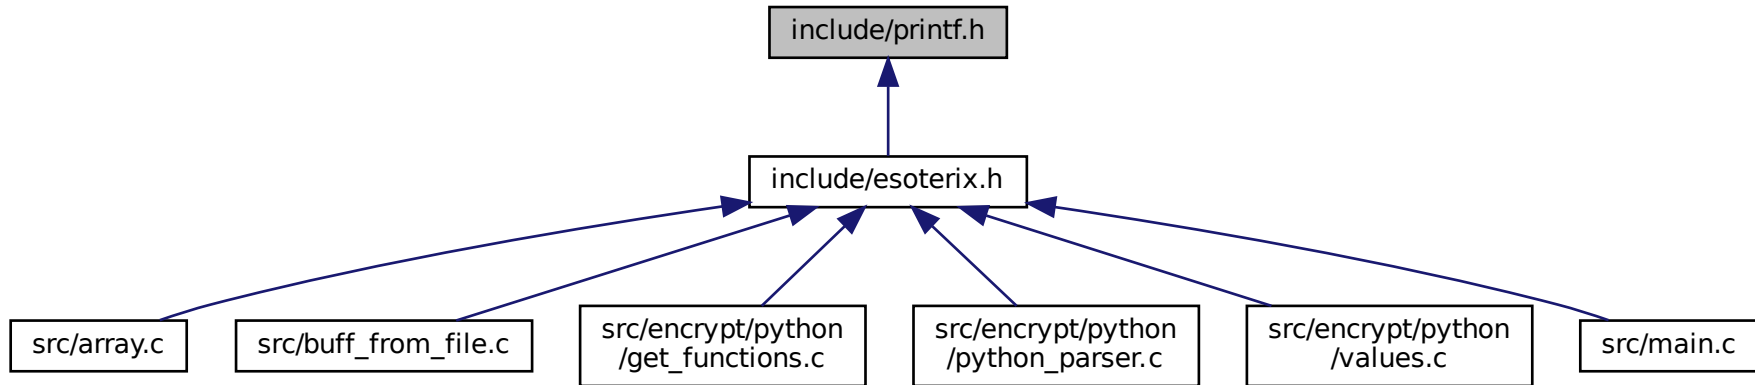 include/printf.h
include/esoterix.h
src/array.c
src/buff_from_file.c
src/encrypt/python
/get_functions.c
src/encrypt/python
/python_parser.c
src/encrypt/python
/values.c
src/main.c